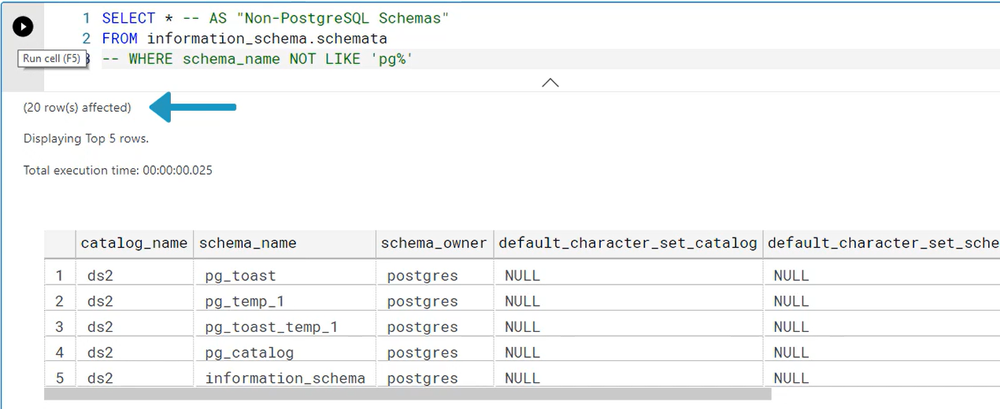 1 SELECT * -- AS "Non-PostgreSQL Schemas"
2 FROM information_schema.schemata
Run cell (F5) 3 -- WHERE schema_name NOT LIKE 'pg%'
(20 row(s) affected)
Displaying Top 5 rows.
Total execution time: 00:00:00.025
catalog_name schema_name schema_owner default_character_set_catalog default_character_set_sche
1 ds2 pg_toast postgres NULL NULL
2 ds2 pg_temp_1 postgres NULL NULL
3 ds2 pg_toast_temp_1 postgres NULL NULL
4 ds2 pg_catalog postgres NULL NULL
5 ds2 information_schema postgres NULL NULL